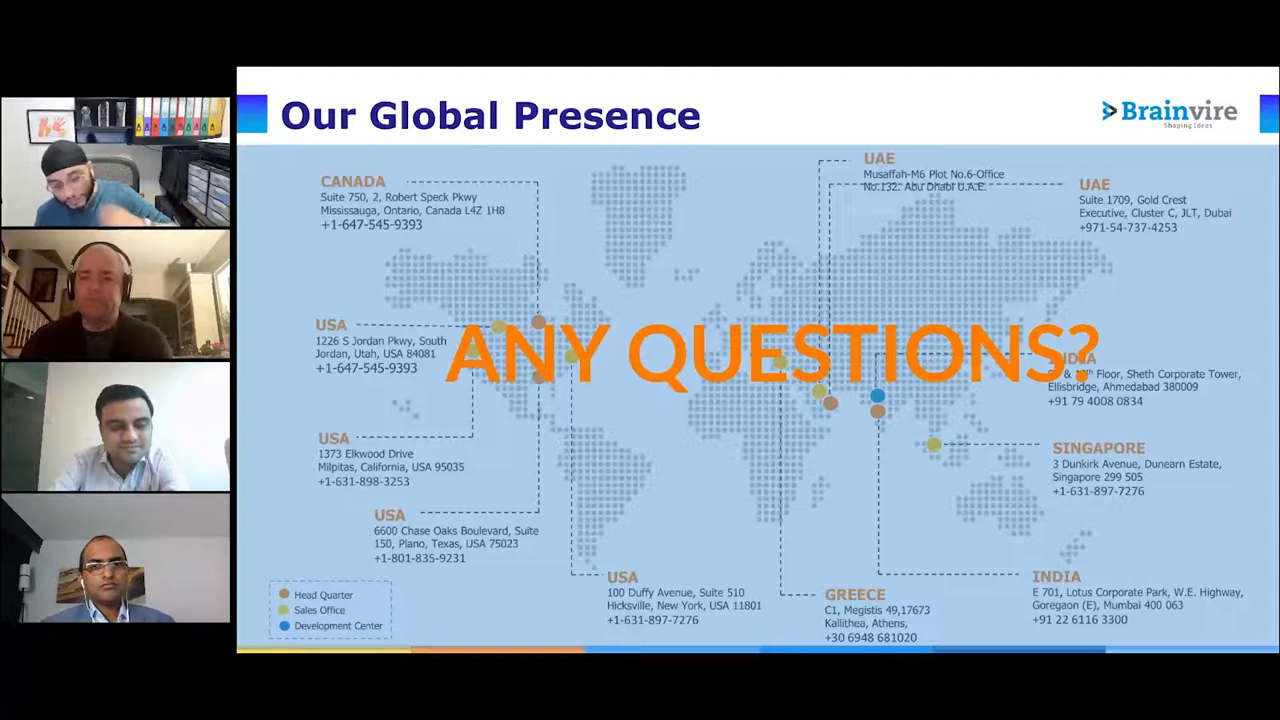 Our Global Presence
Brainvire
Shaping Ideas
CANADA
Suite 750, 2, Robert Speck Pkwy
Mississauga, Ontario, Canada L4Z 1H8
+1-647-545-9393
UAE
Musaffah-M6 Plot No.6-Office
No.132. Abu Dhabi U.A.E.
UAE
Suite 1709, Gold Crest
Executive, Cluster C, JLT, Dubai
+971-54-737-4253
USA
1226 S Jordan Pkwy, South
Jordan, Utah, USA 84081
+1-647-545-9393
ANY QUESTIONS?
INDIA
Floor, Sheth Corporate Tower,
Ellisbridge, Ahmedabad 380009
+91 79 4008 0834
USA
1373 Elkwood Drive
Milpitas, California, USA 95035
+1-631-898-3253
SINGAPORE
3 Dunkirk Avenue, Dunearn Estate,
Singapore 299 505
+1-631-897-7276
USA
6600 Chase Oaks Boulevard, Suite
150, Plano, Texas, USA 75023
+1-801-835-9231
USA
100 Duffy Avenue, Suite 510
Hicksville, New York, USA 11801
+1-631-897-7276
GREECE
C1, Megistis 49,17673
Kallithea, Athens,
+30 6948 681020
INDIA
E 701, Lotus Corporate Park, W.E. Highway,
Goregaon (E), Mumbai 400 063
+91 22 6116 3300
Head Quarter
Sales Office
Development Center